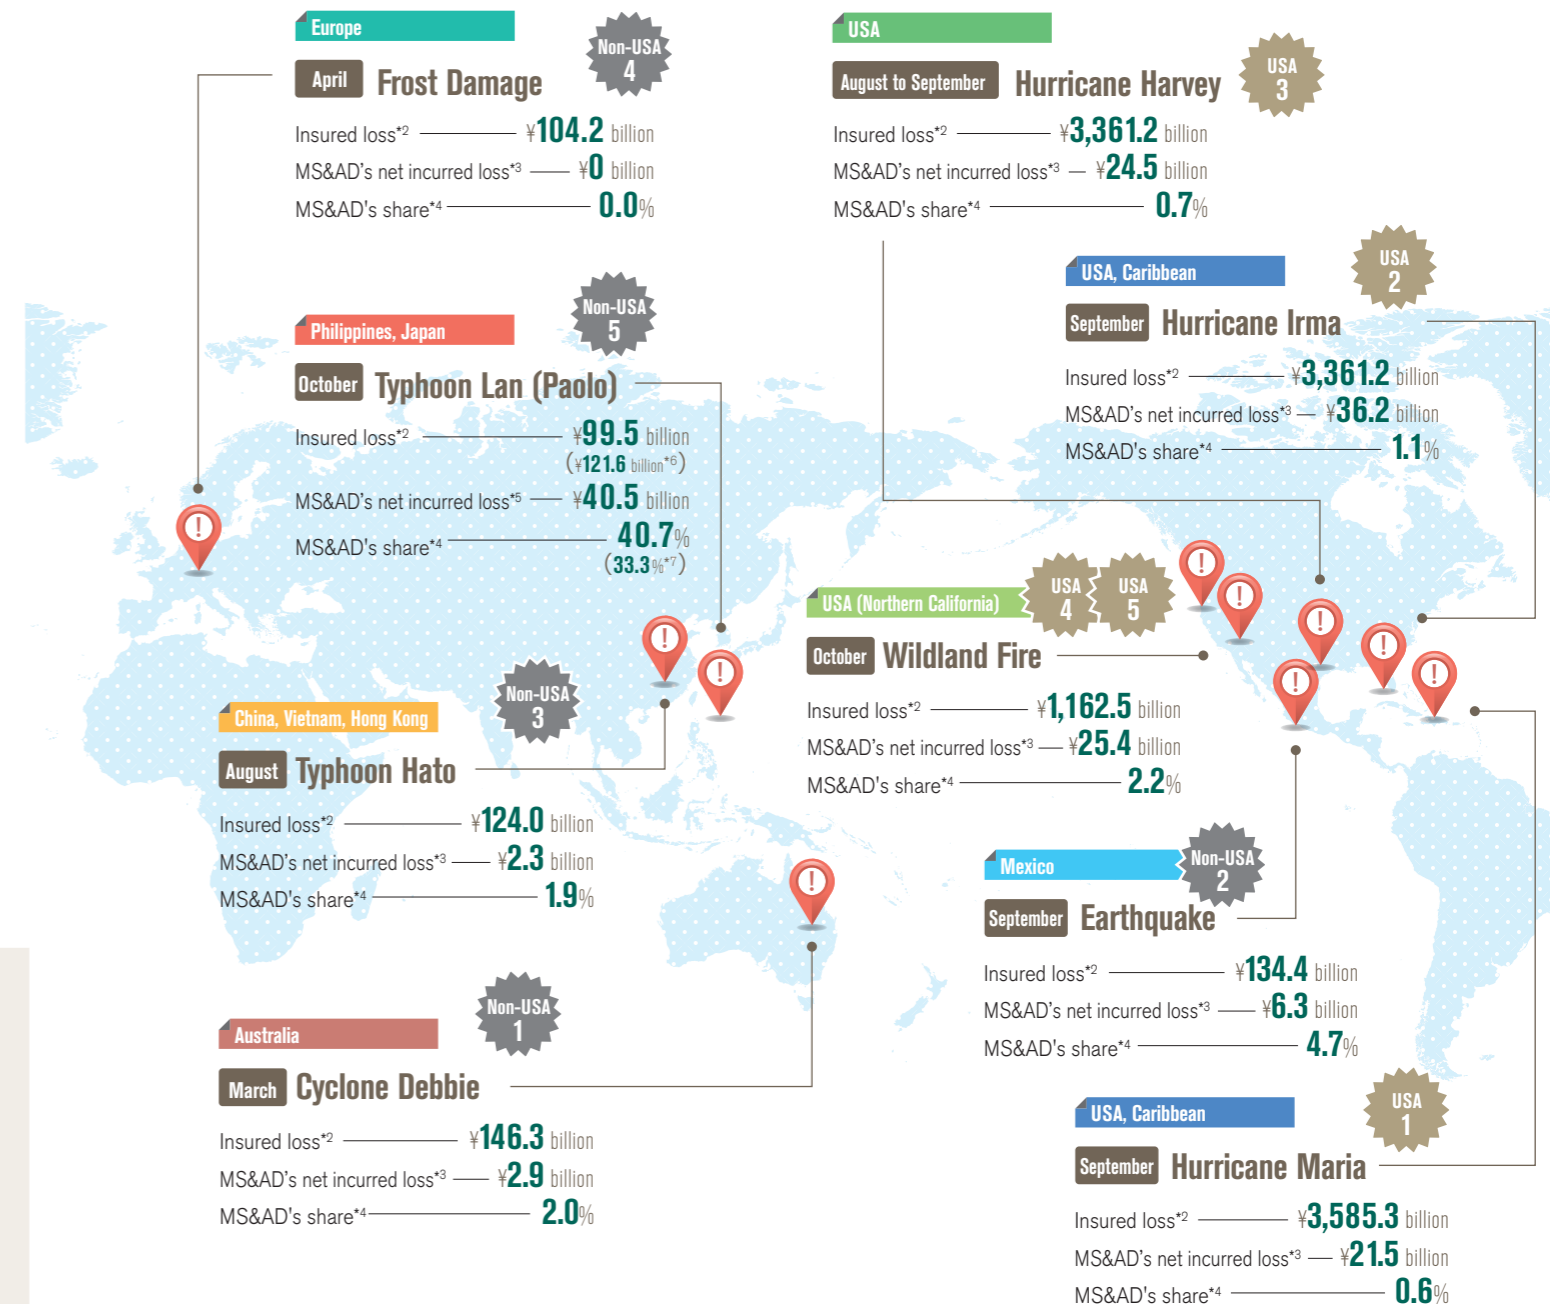 Europe
Non-USA
4
April Frost Damage
Insured loss*2 ¥104.2 billion
MS&AD's net incurred loss*3 ¥0 billion
MS&AD's share*4 0.0%
USA
USA
3
August to September Hurricane Harvey
Insured loss*2 ¥3,361.2 billion
MS&AD's net incurred loss*3 ¥24.5 billion
MS&AD's share*4 0.7%
USA, Caribbean
USA
2
September Hurricane Irma
Insured loss*2 ¥3,361.2 billion
MS&AD's net incurred loss*3 ¥36.2 billion
MS&AD's share*4 1.1%
Philippines, Japan
Non-USA
5
October Typhoon Lan (Paolo)
Insured loss*2 ¥99.5 billion
(¥121.6 billion*6)
MS&AD's net incurred loss*5 ¥40.5 billion
MS&AD's share*4 40.7%
(33.3%*7)
USA (Northern California)
USA
4
USA
5
October Wildland Fire
Insured loss*2 ¥1,162.5 billion
MS&AD's net incurred loss*3 ¥25.4 billion
MS&AD's share*4 2.2%
China, Vietnam, Hong Kong
Non-USA
3
August Typhoon Hato
Insured loss*2 ¥124.0 billion
MS&AD's net incurred loss*3 ¥2.3 billion
MS&AD's share*4 1.9%
Mexico
Non-USA
2
September Earthquake
Insured loss*2 ¥134.4 billion
MS&AD's net incurred loss*3 ¥6.3 billion
MS&AD's share*4 4.7%
Australia
Non-USA
1
March Cyclone Debbie
Insured loss*2 ¥146.3 billion
MS&AD's net incurred loss*3 ¥2.9 billion
MS&AD's share*4 2.0%
USA, Caribbean
USA
1
September Hurricane Maria
Insured loss*2 ¥3,585.3 billion
MS&AD's net incurred loss*3 ¥21.5 billion
MS&AD's share*4 0.6%